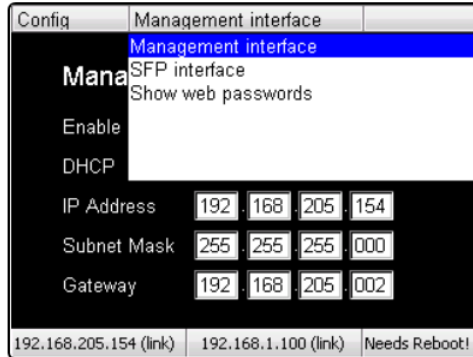 Config Management interface
Management interface
SFP interface
Mana
Show web passwords
Enable
DHCP
IP Address 192 . 168 . 205 . 154
Subnet Mask 255 . 255 . 255 . 000
Gateway 192 . 168 . 205 . 002
192.168.205.154 (link) 192.168.1.100 (link) Needs Reboot!